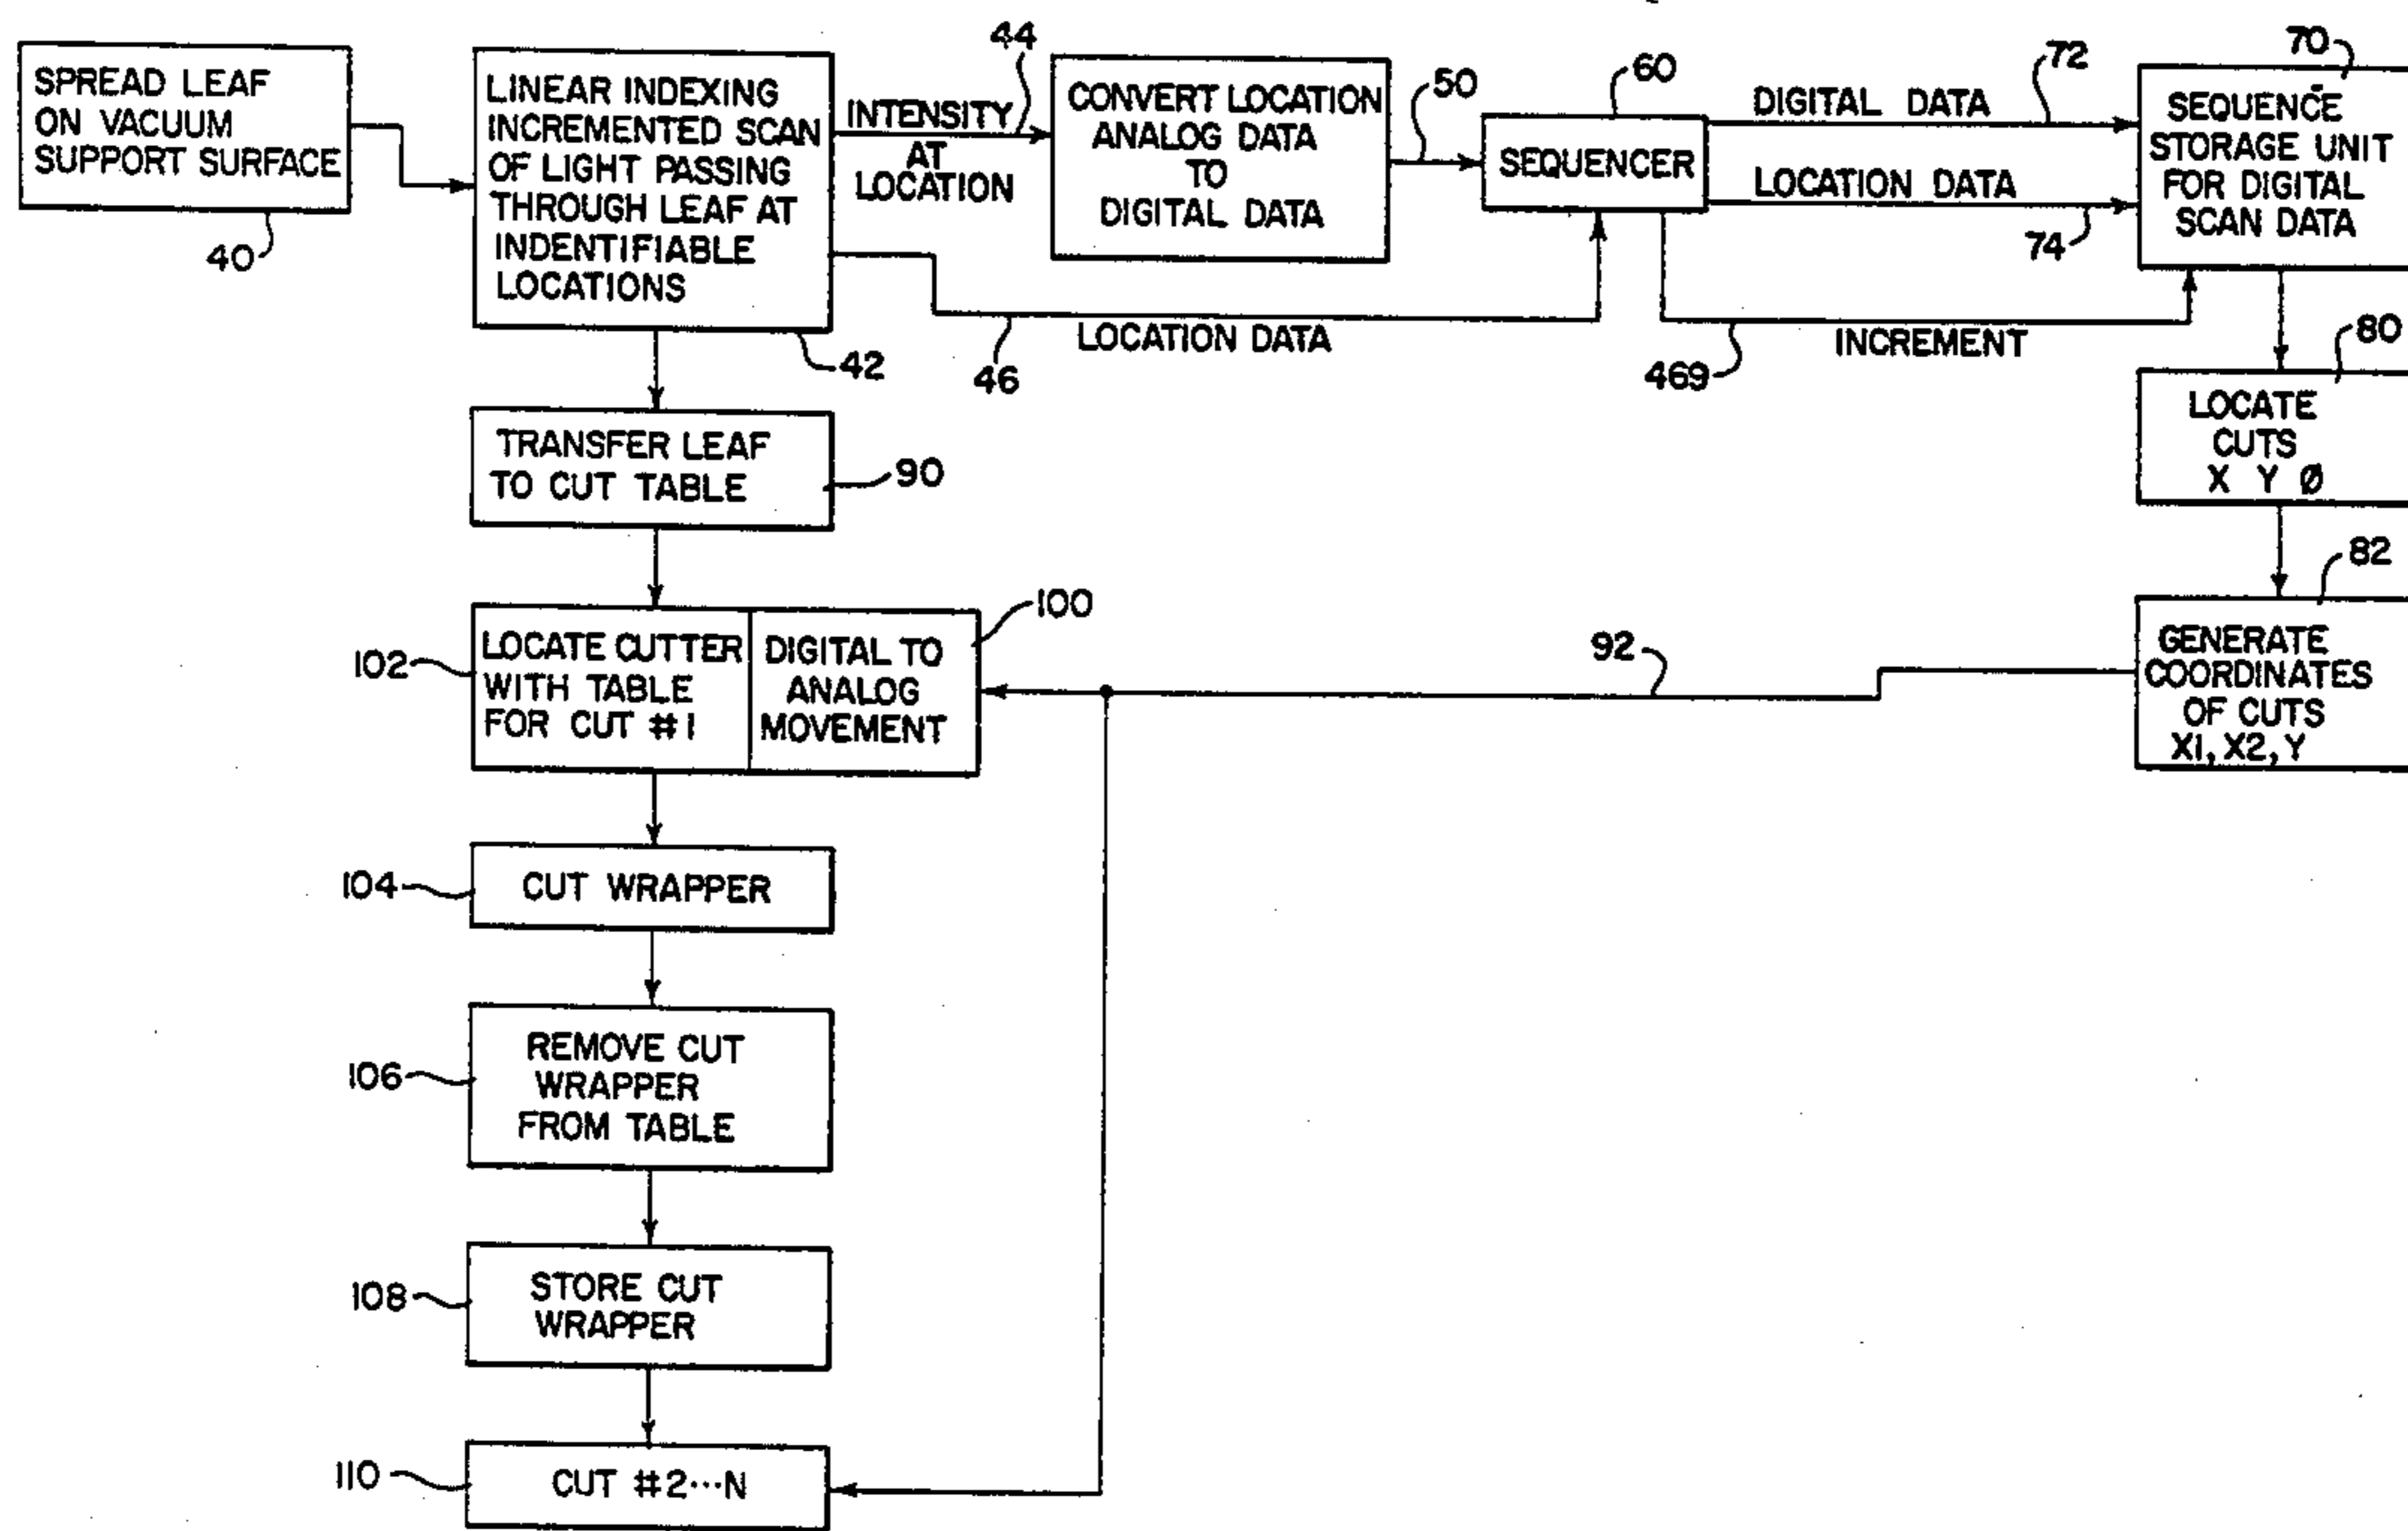 SPREAD LEAF
ON VACUUM
SUPPORT SURFACE
40
LINEAR INDEXING
INCREMENTED SCAN
OF LIGHT PASSING
THROUGH LEAF AT
INDENTIFIABLE
LOCATIONS
42
INTENSITY
AT
LOCATION
44
CONVERT LOCATION
ANALOG DATA
TO
DIGITAL DATA
50
60
SEQUENCER
DIGITAL DATA
72
LOCATION DATA
74
70
SEQUENCE
STORAGE UNIT
FOR DIGITAL
SCAN DATA
46
LOCATION DATA
469
INCREMENT
80
LOCATE
CUTS
X Y Ø
82
GENERATE
COORDINATES
OF CUTS
X1, X2, Y
92
TRANSFER LEAF
TO CUT TABLE
90
102
LOCATE CUTTER
WITH TABLE
FOR CUT #1
100
DIGITAL TO
ANALOG
MOVEMENT
104
CUT WRAPPER
106
REMOVE CUT
WRAPPER
FROM TABLE
108
STORE CUT
WRAPPER
110
CUT #2···N